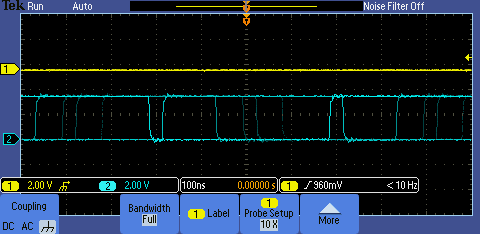 Tek Run Auto Noise Filter Off
T
T
1
2
1 2.00 V 2 2.00 V 100ns 0.00000 s 1 960mV < 10 Hz
Coupling
DC AC
Bandwidth
Full
1 Label
1
Probe Setup
10 X
More